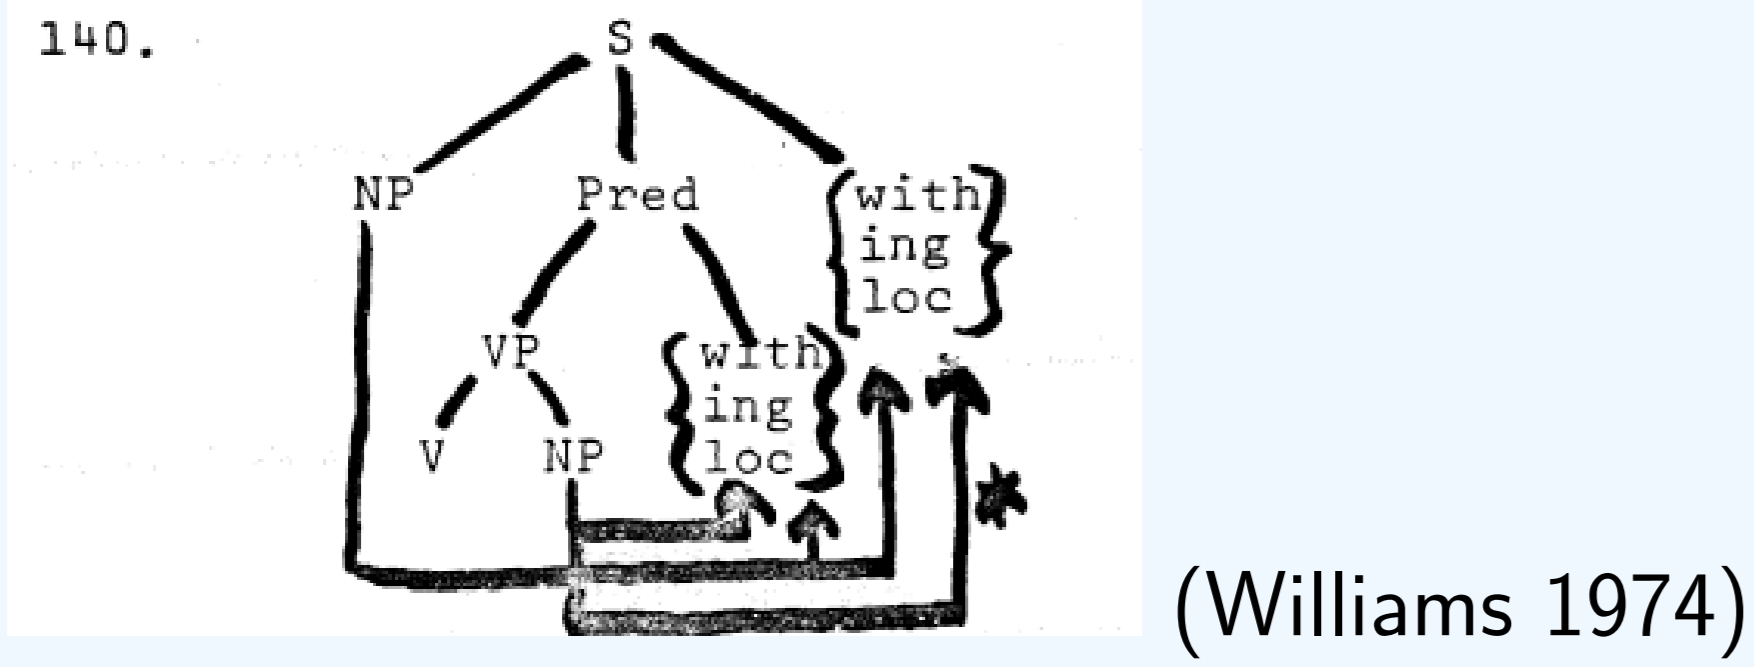 140.
S
NP Pred {with
ing
loc}
VP {with
ing
loc}
V NP
*
(Williams 1974)